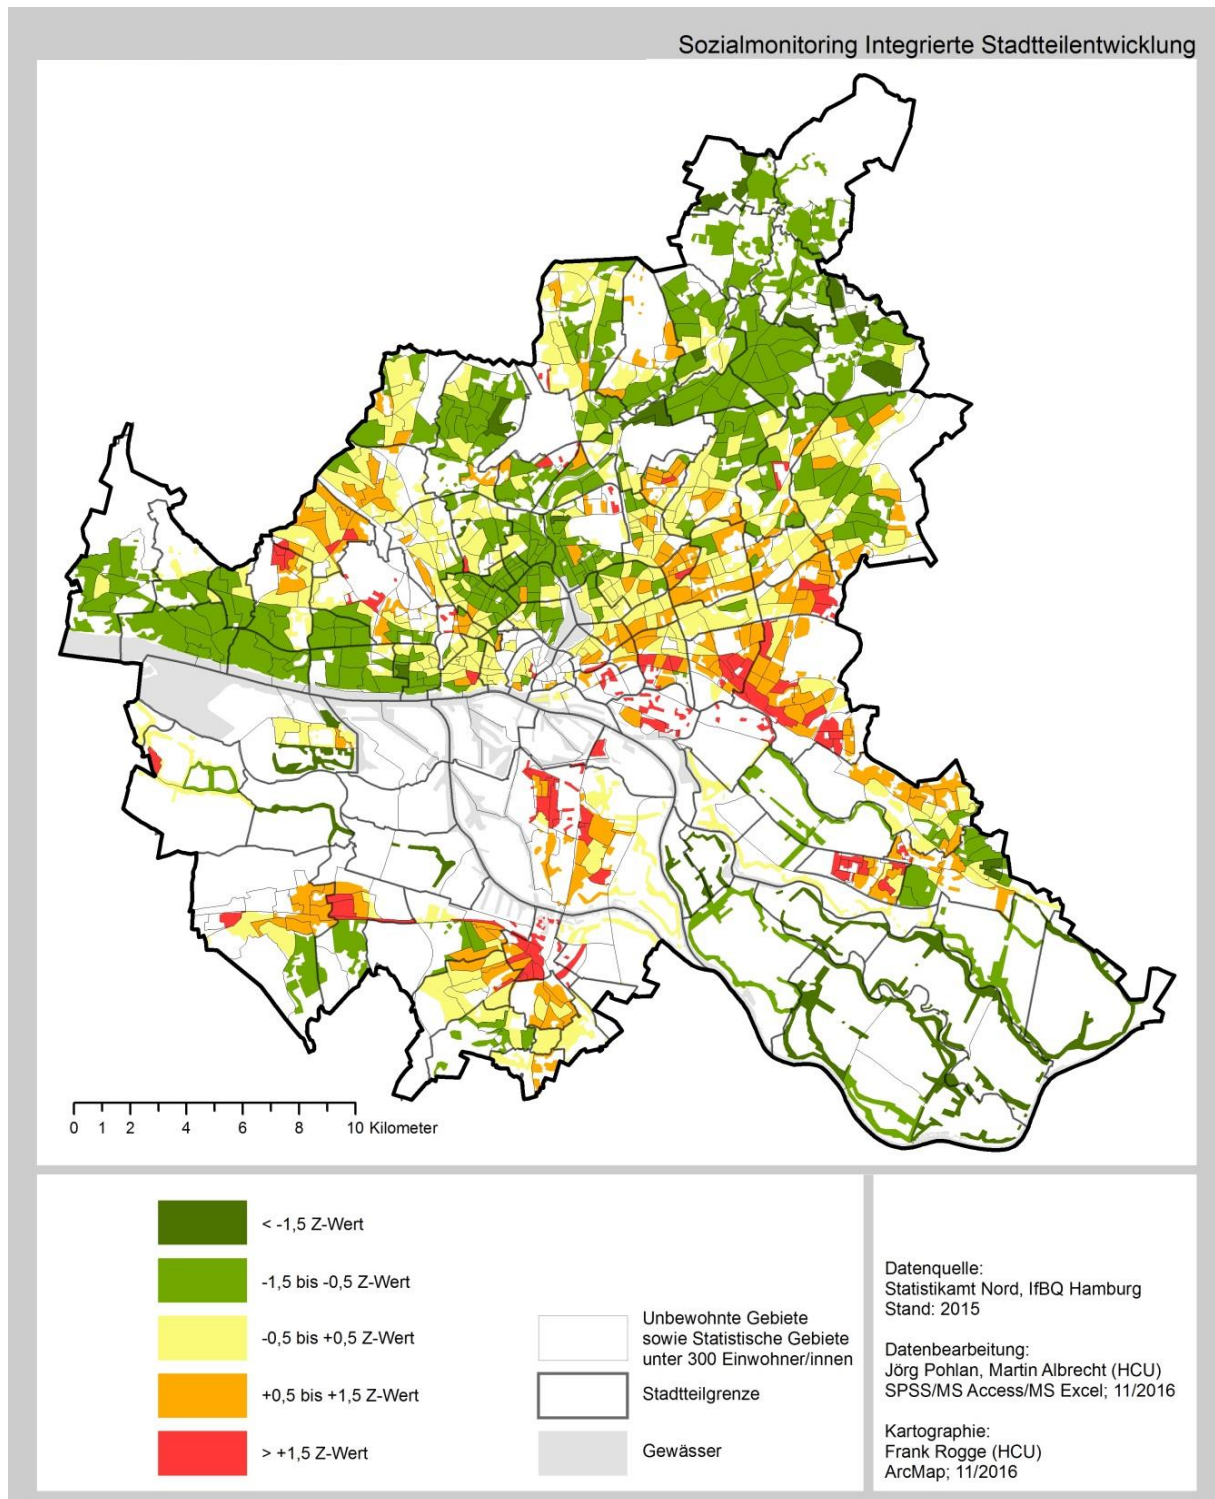 Sozialmonitoring Integrierte Stadtteilentwicklung
0 1 2 4 6 8 10 Kilometer
< -1,5 Z-Wert
-1,5 bis -0,5 Z-Wert
-0,5 bis +0,5 Z-Wert
+0,5 bis +1,5 Z-Wert
> +1,5 Z-Wert
Unbewohnte Gebiete
sowie Statistische Gebiete
unter 300 Einwohner/innen
Stadtteilgrenze
Gewässer
Datenquelle:
Statistikamt Nord, IfBQ Hamburg
Stand: 2015
Datenbearbeitung:
Jörg Pohlan, Martin Albrecht (HCU)
SPSS/MS Access/MS Excel; 11/2016
Kartographie:
Frank Rogge (HCU)
ArcMap; 11/2016